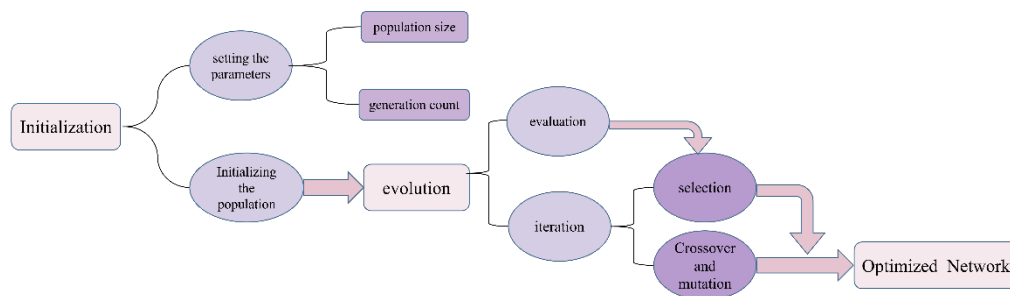 population size
setting the
parameters
generation count
Initialization
Initializing
the
population
evolution
evaluation
selection
iteration
Crossover
and
mutation
Optimized Network